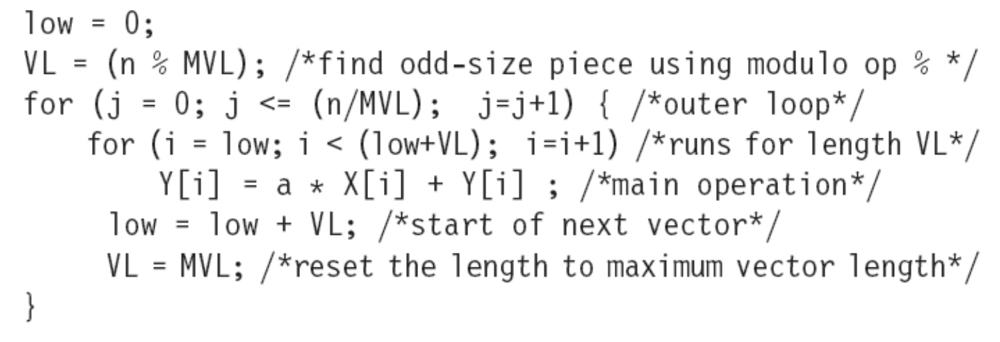 low = 0;
VL = (n % MVL); /*find odd-size piece using modulo op % */
for (j = 0; j <= (n/MVL); j=j+1) { /*outer loop*/
for (i = low; i < (low+VL); i=i+1) /*runs for length VL*/
Y[i] = a * X[i] + Y[i] ; /*main operation*/
low = low + VL; /*start of next vector*/
VL = MVL; /*reset the length to maximum vector length*/
}